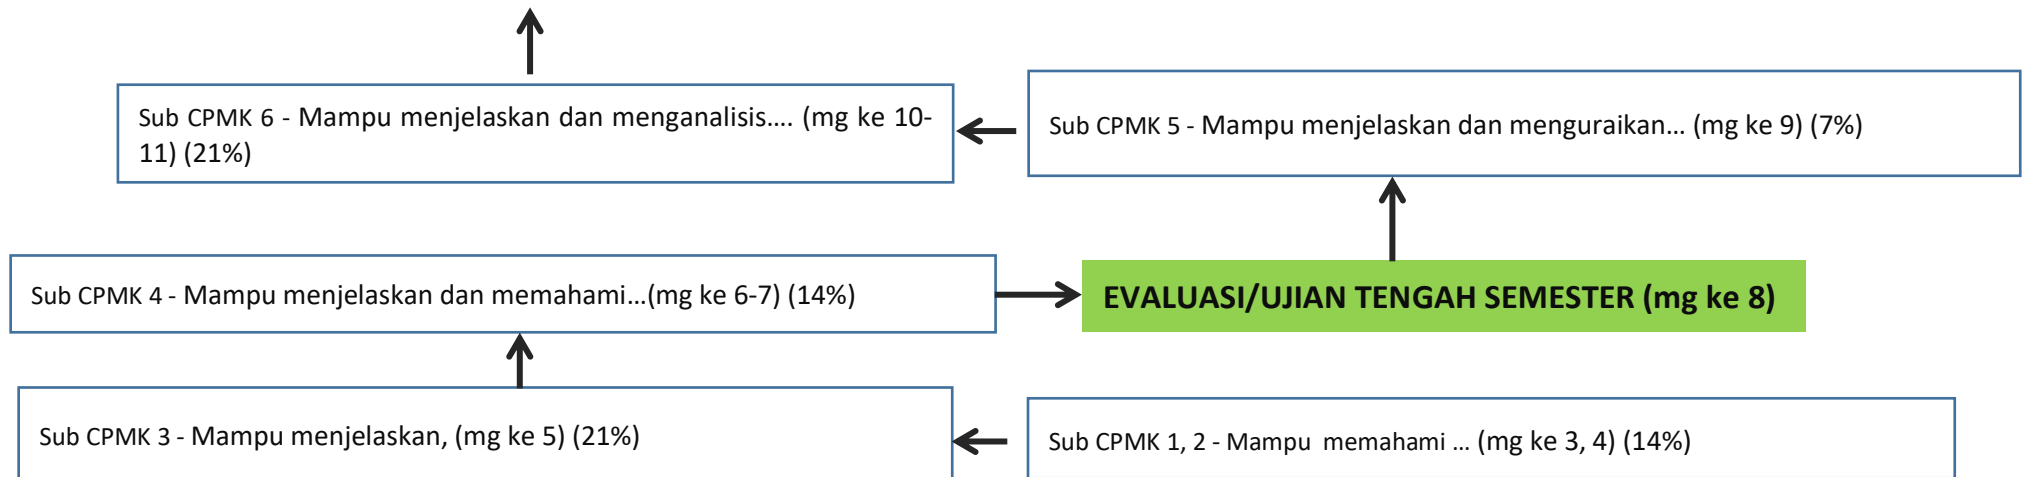 Sub CPMK 6 - Mampu menjelaskan dan menganalisis.... (mg ke 10-
11) (21%)
Sub CPMK 5 - Mampu menjelaskan dan menguraikan... (mg ke 9) (7%)
Sub CPMK 4 - Mampu menjelaskan dan memahami...(mg ke 6-7) (14%)
EVALUASI/UJIAN TENGAH SEMESTER (mg ke 8)
Sub CPMK 3 - Mampu menjelaskan, (mg ke 5) (21%)
Sub CPMK 1, 2 - Mampu memahami ... (mg ke 3, 4) (14%)